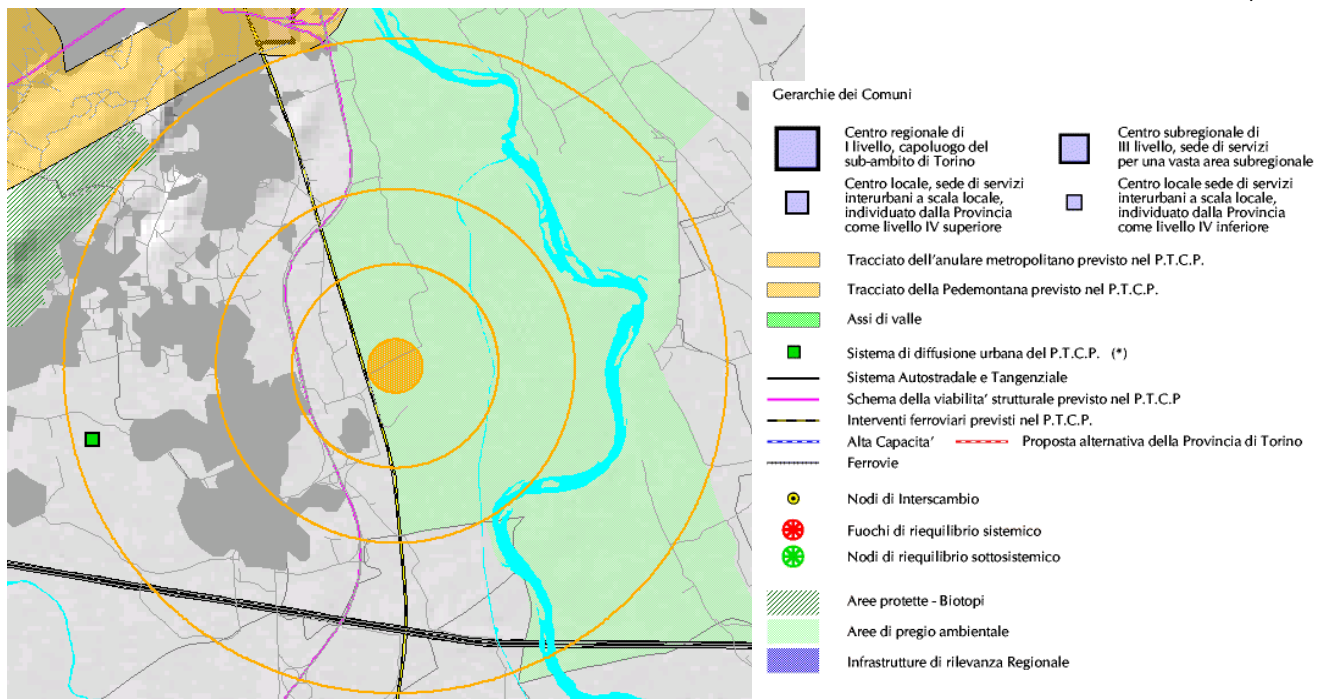 Gerarchie dei Comuni
Centro regionale di
I livello, capoluogo del
sub-ambito di Torino
Centro subregionale di
III livello, sede di servizi
per una vasta area subregionale
Centro locale, sede di servizi
interurbani a scala locale,
individuato dalla Provincia
come livello IV superiore
Centro locale sede di servizi
interurbani a scala locale,
individuato dalla Provincia
come livello IV inferiore
Tracciato dell'anulare metropolitano previsto nel P.T.C.P.
Tracciato della Pedemontana previsto nel P.T.C.P.
Assi di valle
Sistema di diffusione urbana del P.T.C.P. (*)
Sistema Autostradale e Tangenziale
Schema della viabilita' strutturale previsto nel P.T.C.P
Interventi ferroviari previsti nel P.T.C.P.
Alta Capacita' Proposta alternativa della Provincia di Torino
Ferrovie
Nodi di Interscambio
Fuochi di riequilibrio sistemico
Nodi di riequilibrio sottosistemico
Aree protette - Biotopi
Aree di pregio ambientale
Infrastrutture di rilevanza Regionale